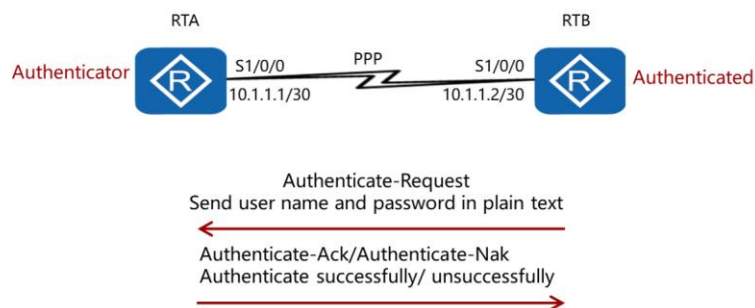 RTA
RTB
Authenticator
R
S1/0/0
PPP
S1/0/0
R
Authenticated
10.1.1.1/30
10.1.1.2/30
Authenticate-Request
Send user name and password in plain text
Authenticate-Ack/Authenticate-Nak
Authenticate successfully/ unsuccessfully